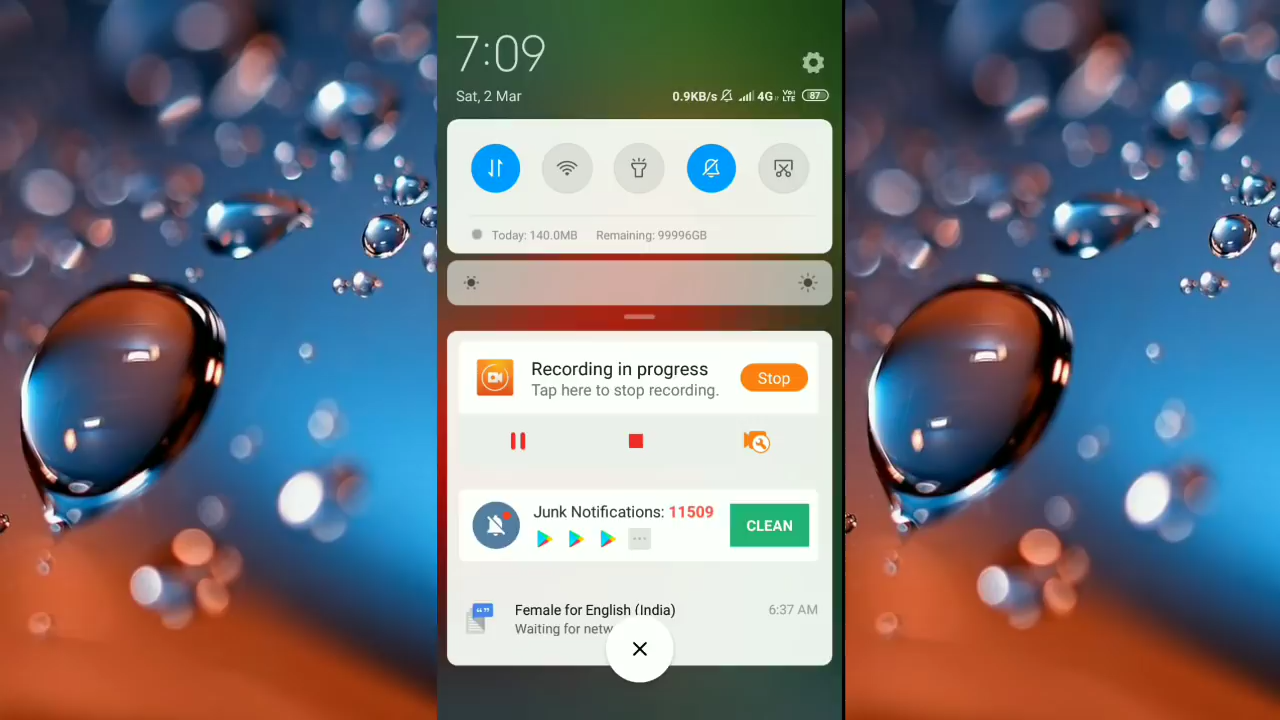 7:09
Sat, 2 Mar
0.9KB/s 4G Vo) LTE 87
Today: 140.0MB Remaining: 99996GB
Recording in progress
Tap here to stop recording.
Stop
Junk Notifications: 11509
CLEAN
Female for English (India) 6:37 AM
Waiting for netw